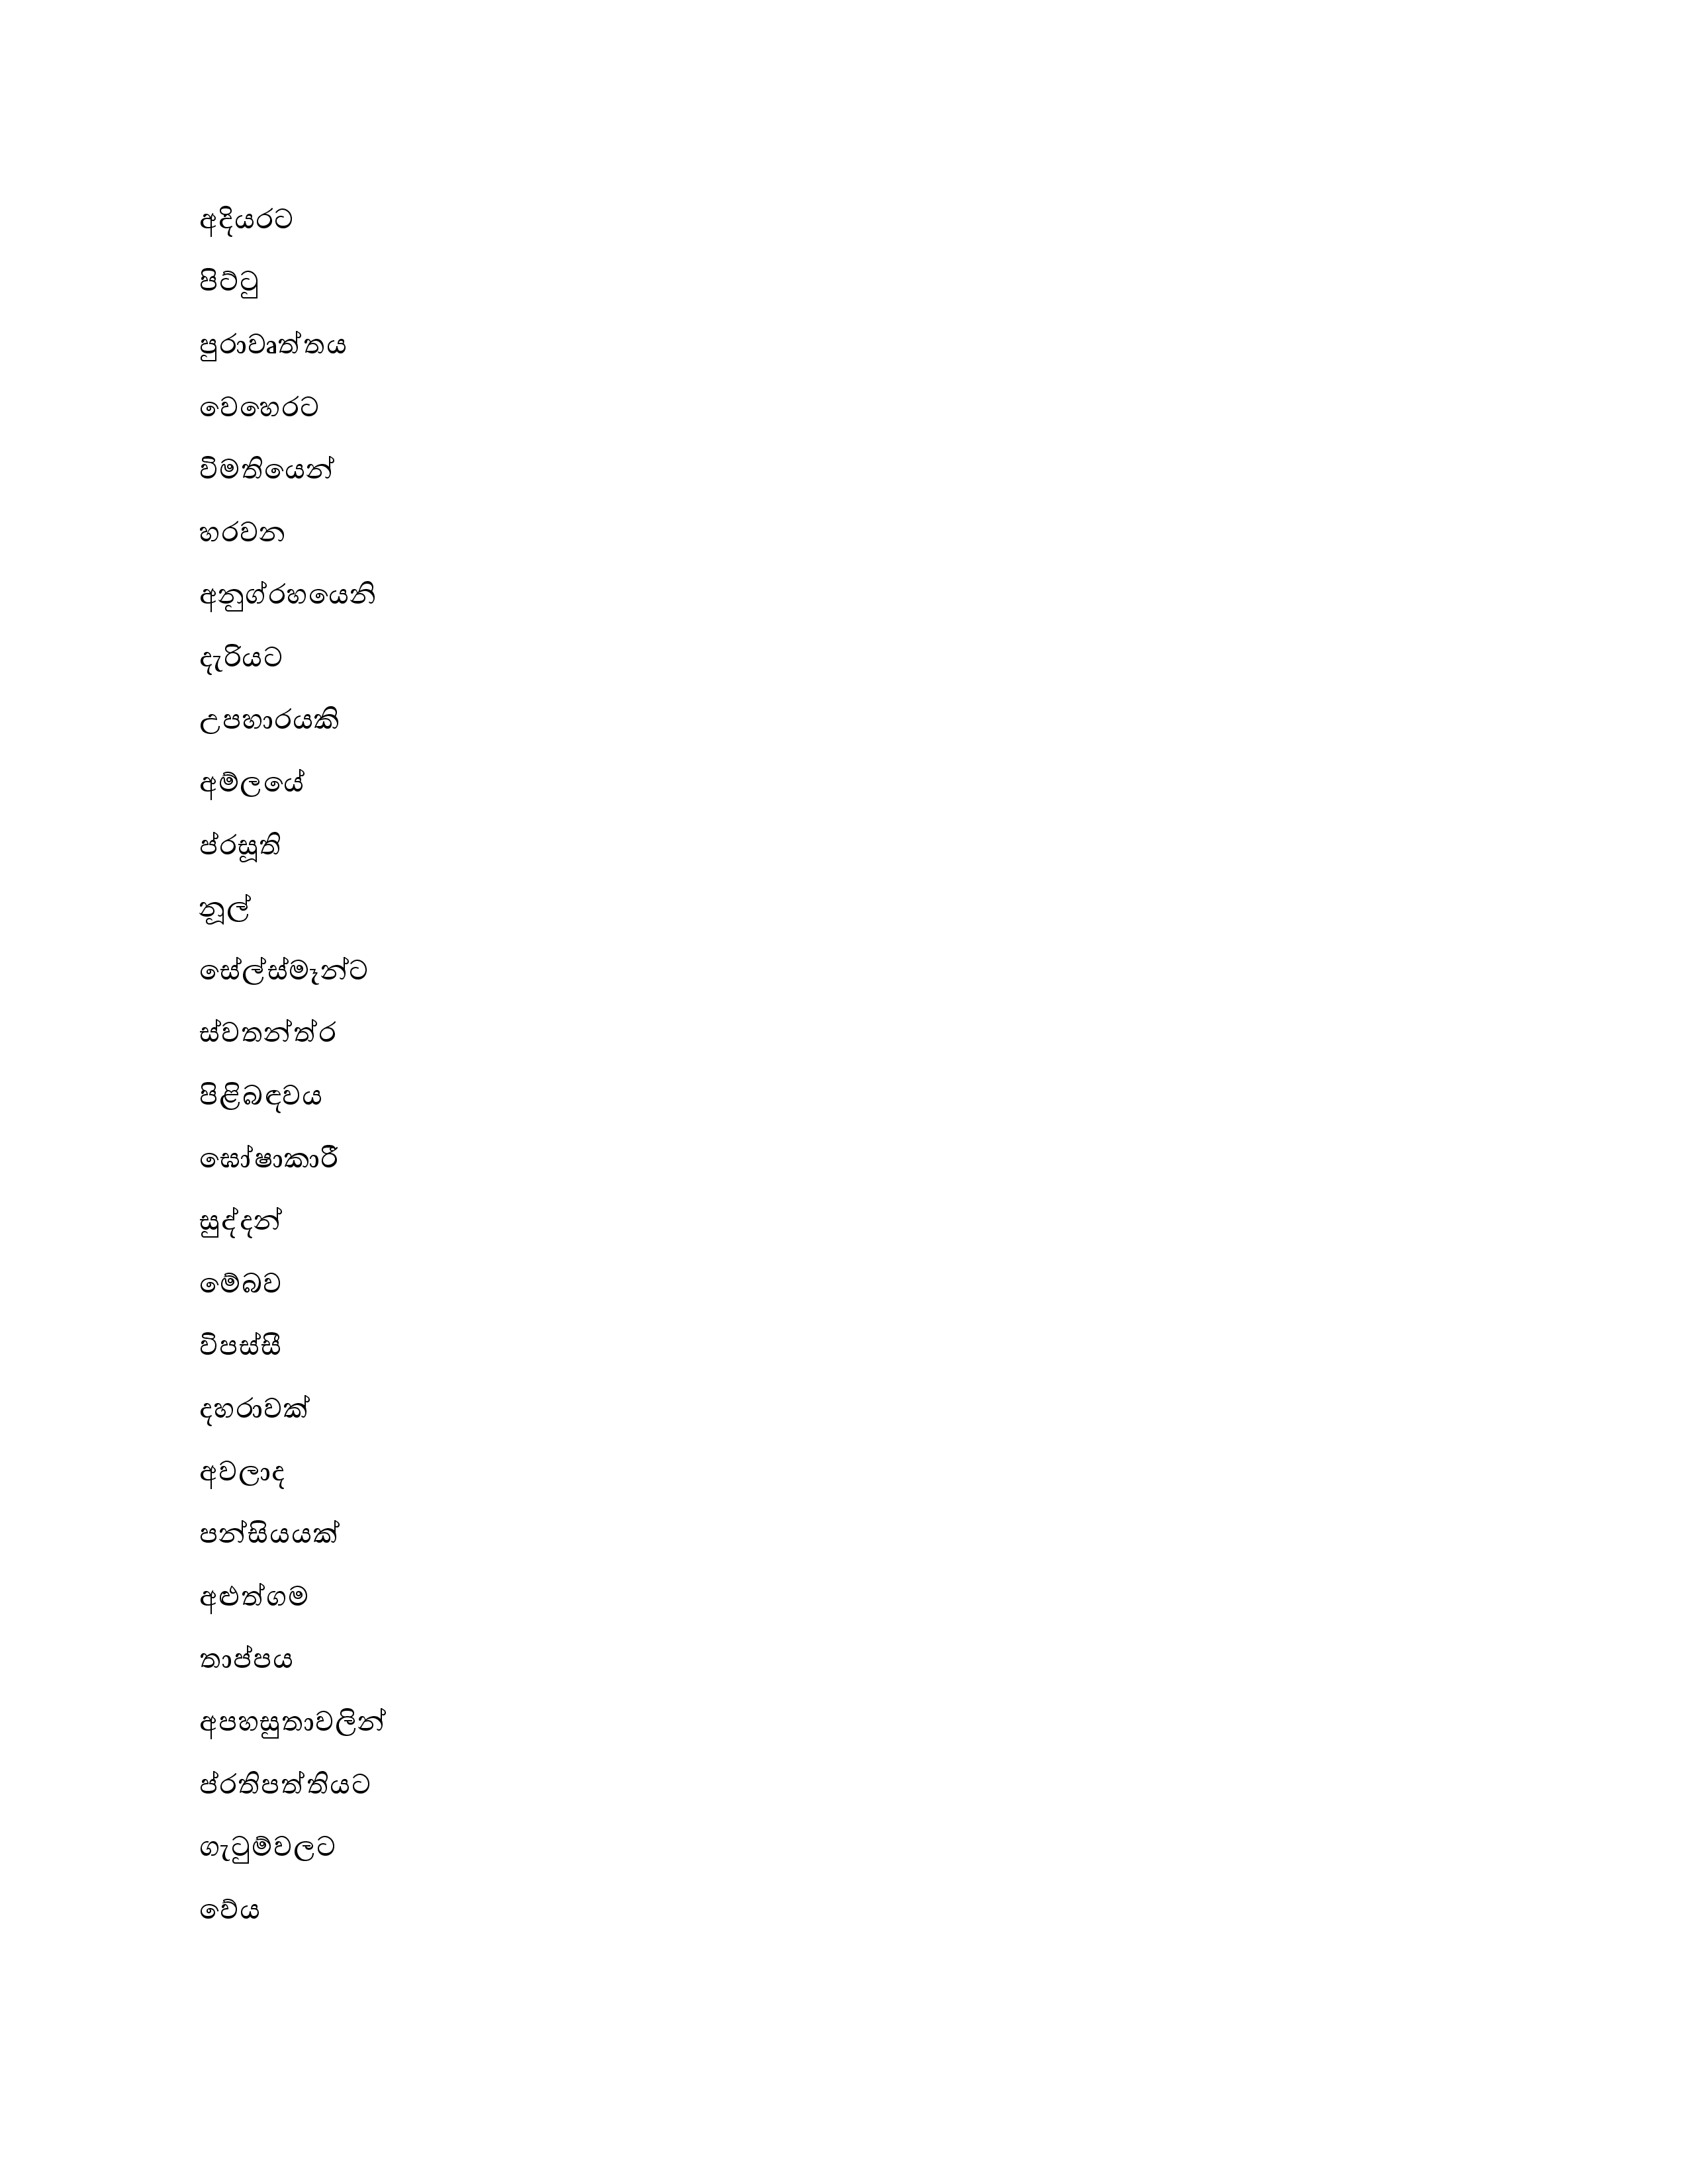 අදියරට
පිට්ටු
පුරාවෘත්තය
වෙහෙරට
විමතියෙන්
හරවන
අනුග්රහයෙනි
දැරියට
උපහාරයකි
අම්ලයේ
ප්රසූති
නූල්
සේල්ස්මෑන්ට
ස්වතන්ත්ර
පිළිබඳවය
ඝෝෂාකාරී
සුද්දන්
මේබව
විපස්සී
දහරාවක්
අවලාද
පන්සියයක්
අළුත්ගම
තාප්පය
අපහසුතාවලින්
ප්රතිපත්තියට
ගැටුම්වලට
වේය